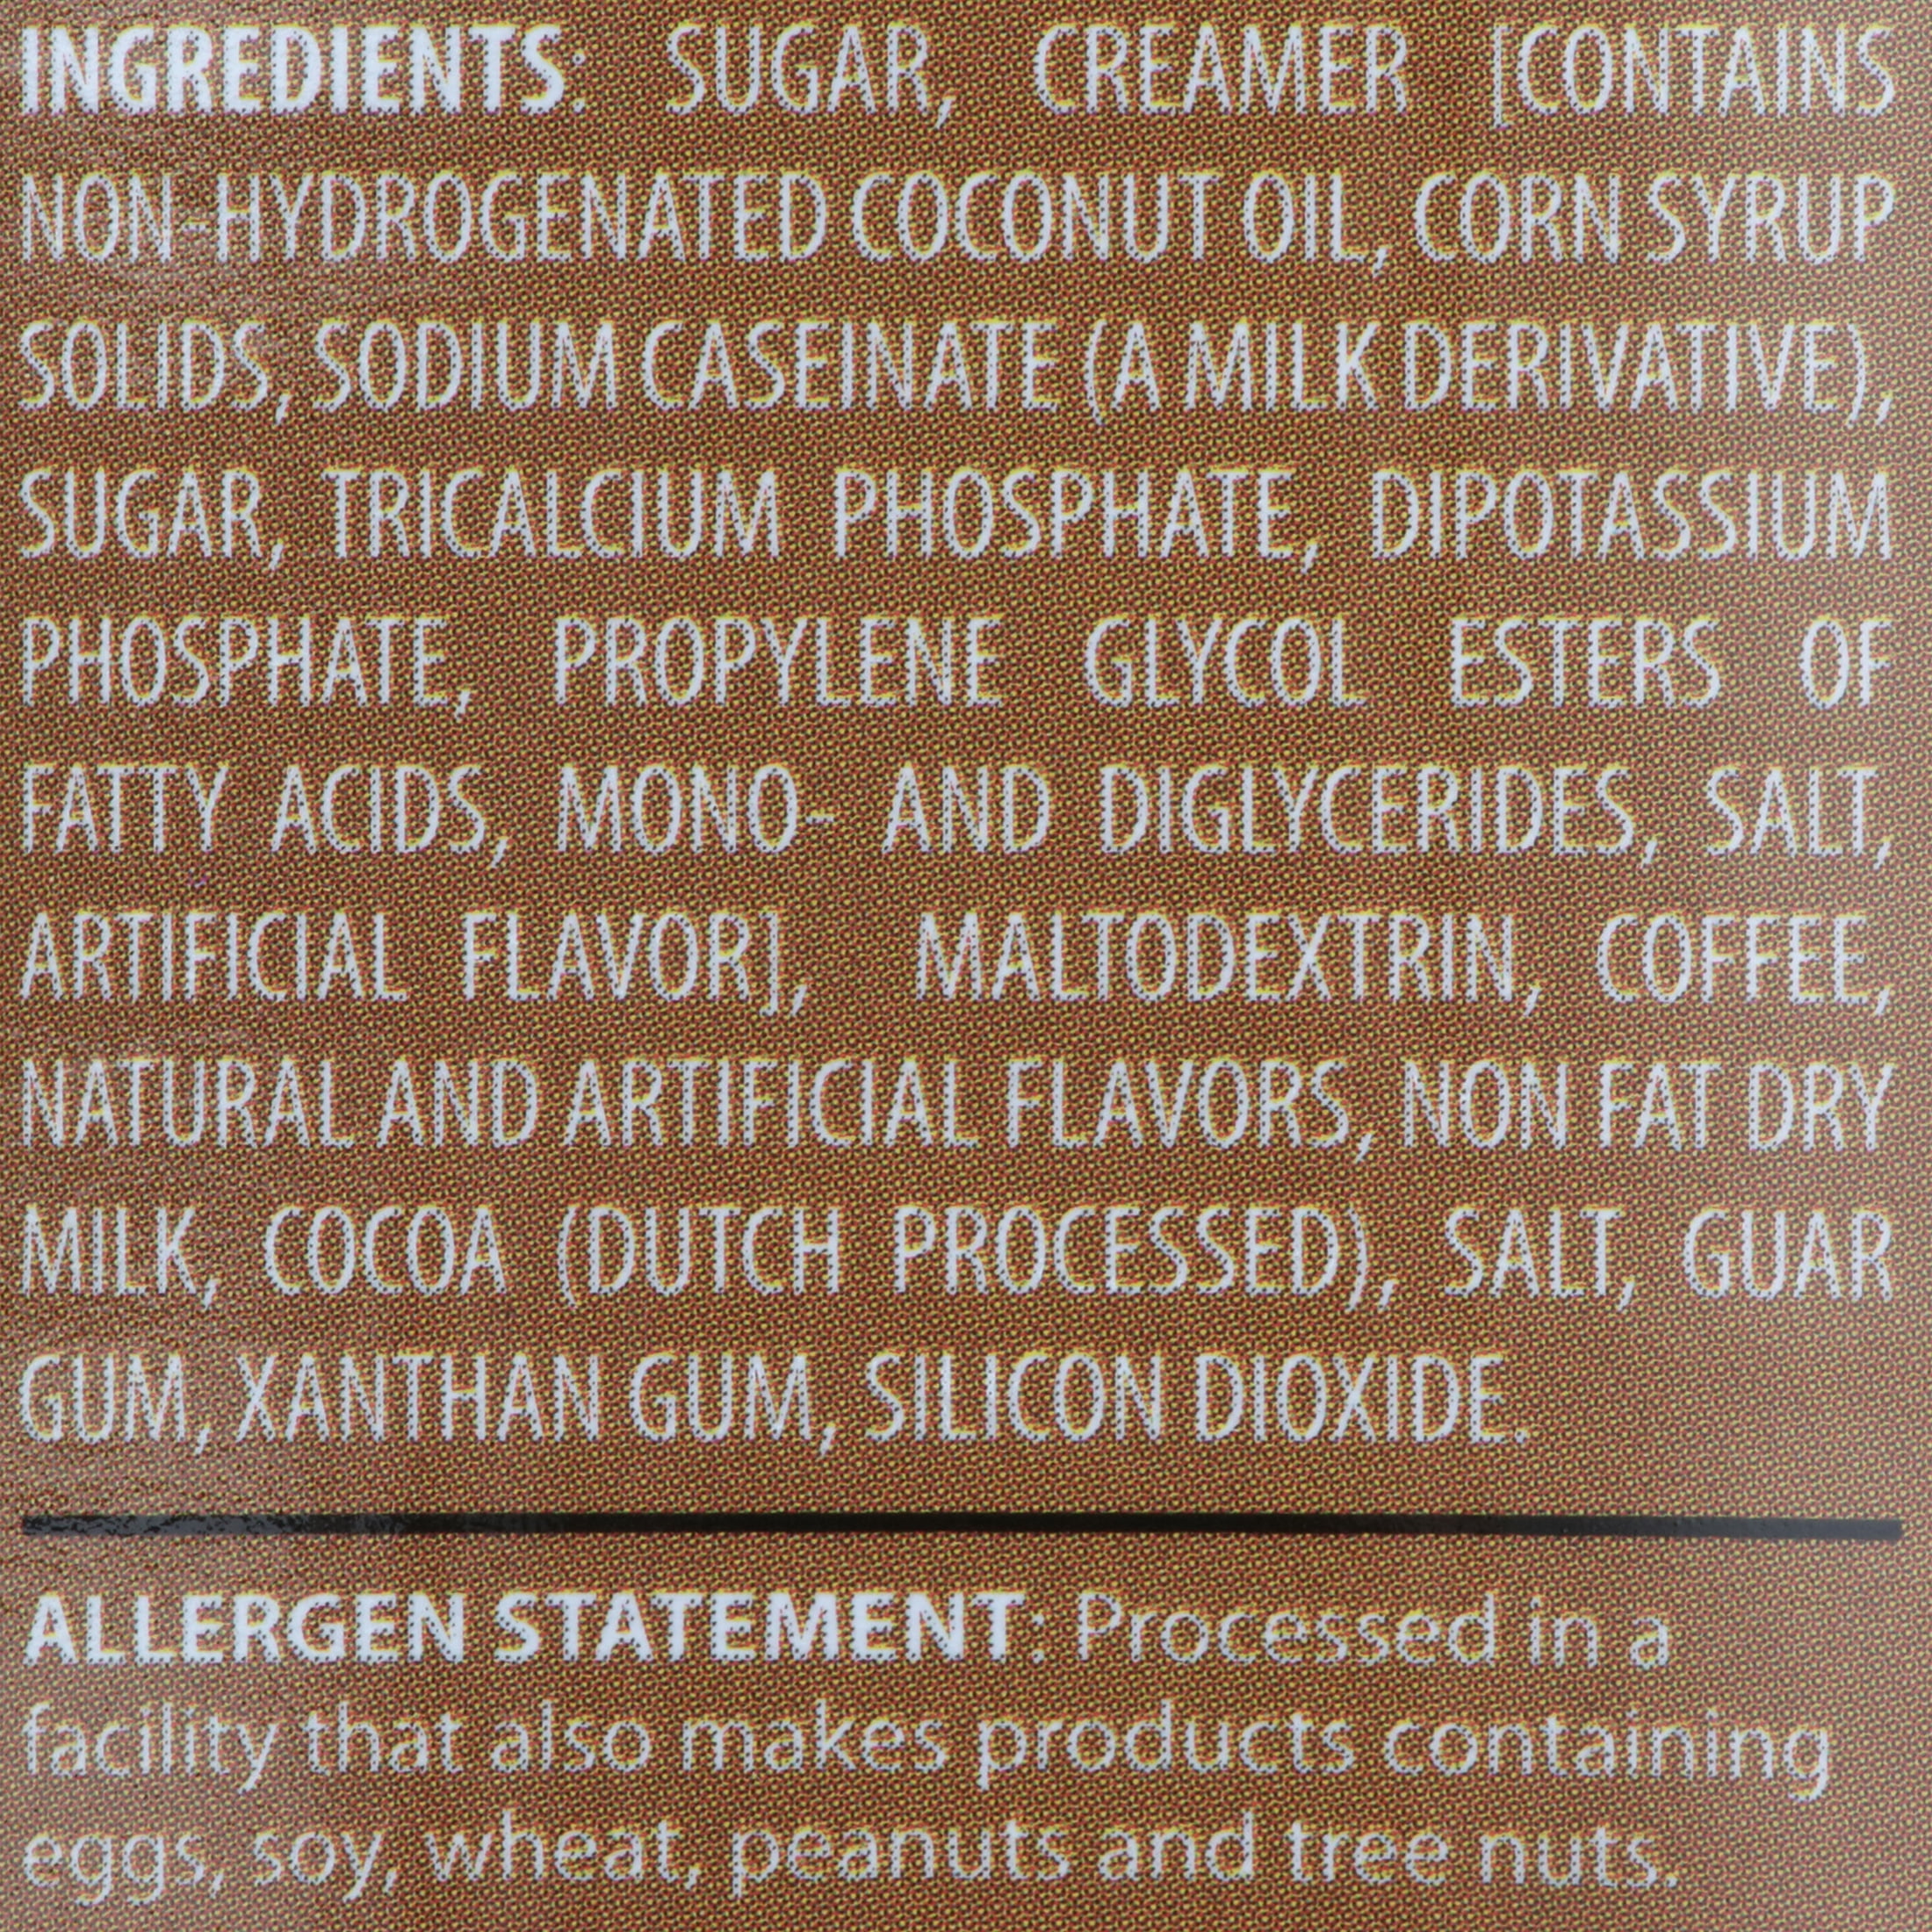 INGREDIENTS: SUGAR, CREAMER [CONTAINS
NON-HYDROGENATED COCONUT OIL, CORN SYRUP
SOLIDS, SODIUM CASEINATE (A MILK DERIVATIVE),
SUGAR, TRICALCIUM PHOSPHATE, DIPOTASSIUM
PHOSPHATE, PROPYLENE GLYCOL ESTERS OF
FATTY ACIDS, MONO- AND DIGLYCERIDES, SALT,
ARTIFICIAL FLAVOR], MALTODEXTRIN, COFFEE,
NATURAL AND ARTIFICIAL FLAVORS, NON FAT DRY
MILK, COCOA (DUTCH PROCESSED), SALT, GUAR
GUM, XANTHAN GUM, SILICON DIOXIDE.
ALLERGEN STATEMENT: Processed in a
facility that also makes products containing
eggs, soy, wheat, peanuts and tree nuts.